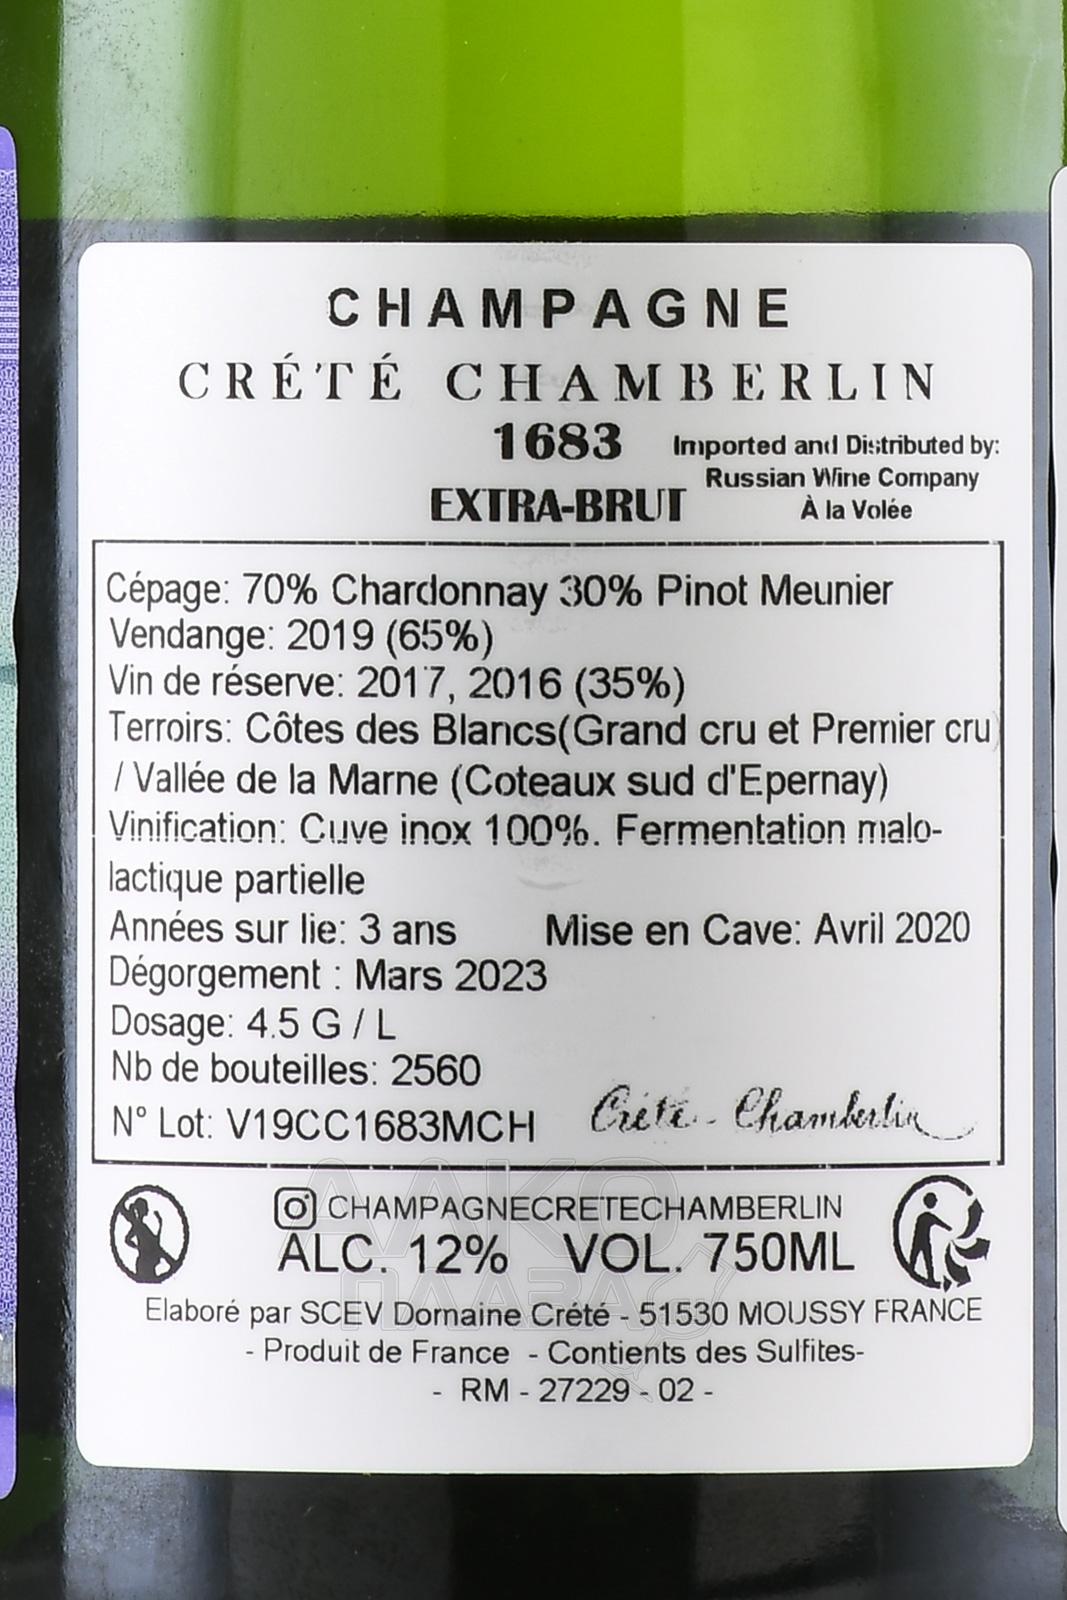 CHAMPAGNE
CRÉTÉ CHAMBERLIN
1683
EXTRA-BRUT
Imported and Distributed by:
Russian Wine Company
À la Volée
Cépage: 70% Chardonnay 30% Pinot Meunier
Vendange: 2019 (65%)
Vin de réserve: 2017, 2016 (35%)
Terroirs: Côtes des Blancs(Grand cru et Premier cru)
/ Vallée de la Marne (Coteaux sud d'Epernay)
Vinification: Cuve inox 100%. Fermentation malo-
lactique partielle
Années sur lie: 3 ans Mise en Cave: Avril 2020
Dégorgement : Mars 2023
Dosage: 4.5 G / L
Nb de bouteilles: 2560
N° Lot: V19CC1683MCH
Crété - Chamberlin
CHAMPAGNECRETECHAMBERLIN
ALC. 12% VOL. 750ML
Elaboré par SCEV Domaine Crété - 51530 MOUSSY FRANCE
- Produit de France - Contients des Sulfites-
- RM - 27229 - 02 -
ААКО
ПЛАЗА